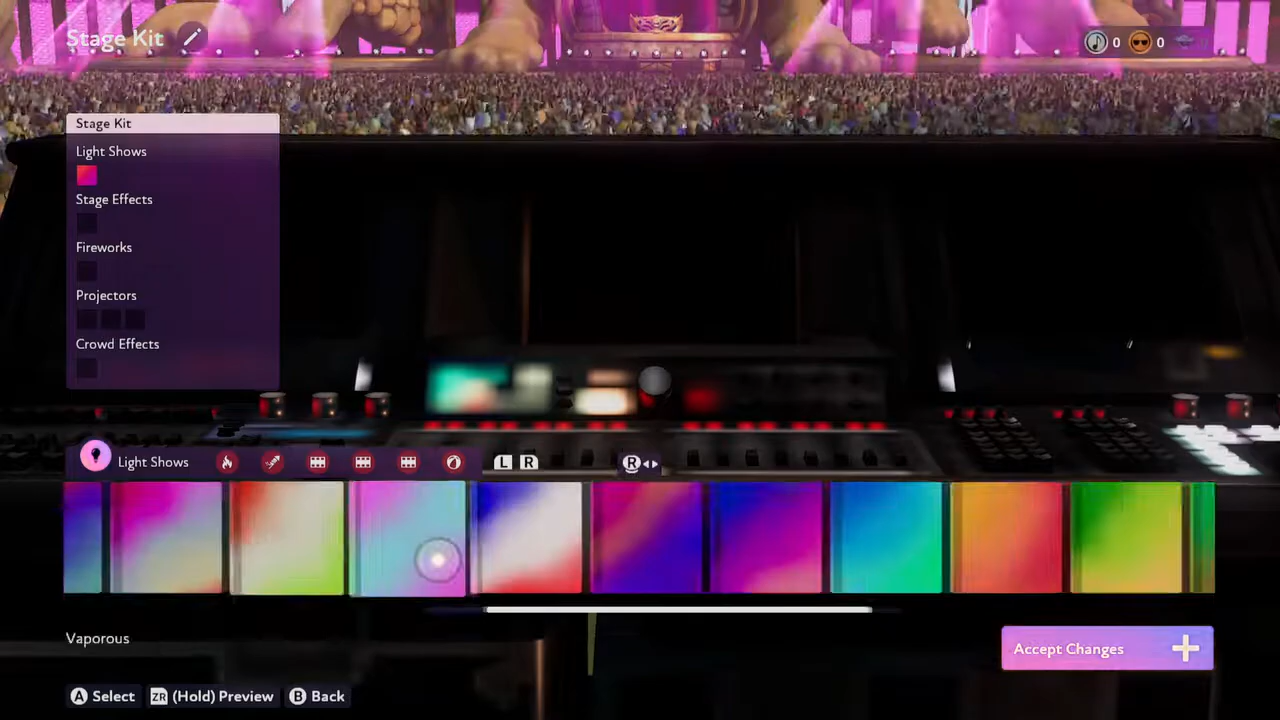 Stage Kit
0 0
Stage Kit
Light Shows
Stage Effects
Fireworks
Projectors
Crowd Effects
Light Shows L R R
Vaporous
Accept Changes
A Select ZR (Hold) Preview B Back